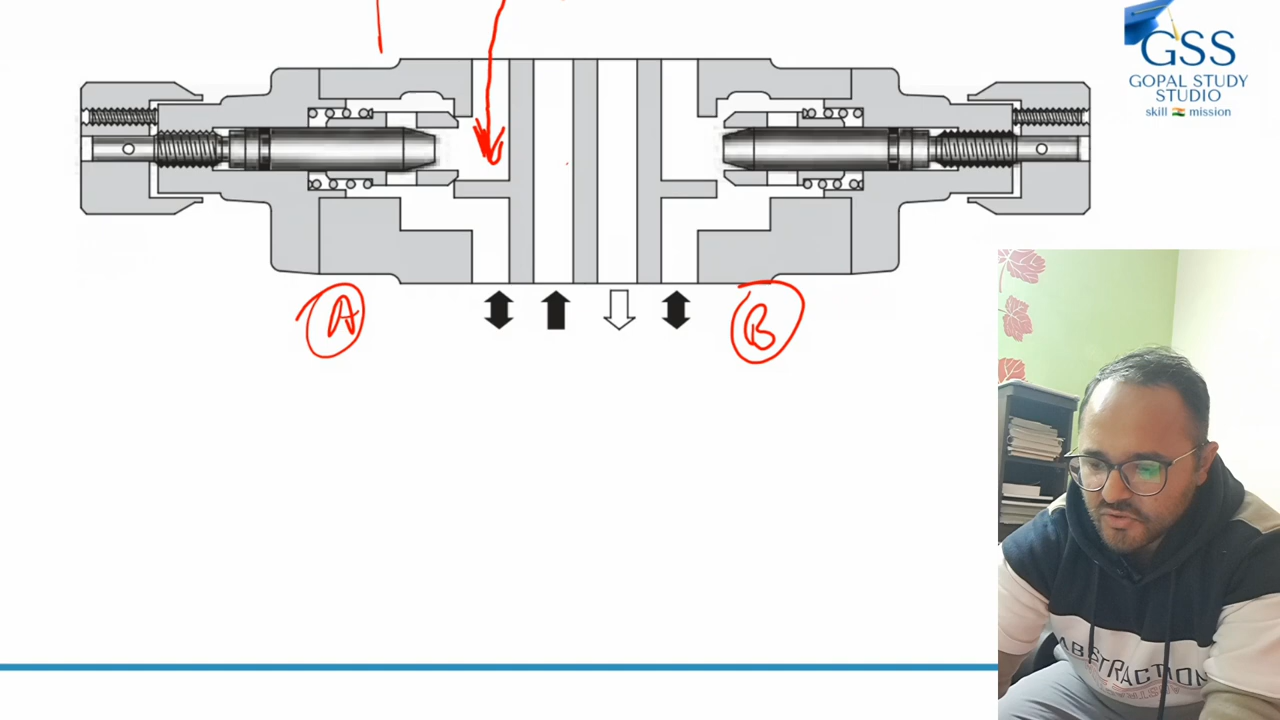 GSS
GOPAL STUDY
STUDIO
skill 🇮🇳 mission
A
B
ABSTRACTION